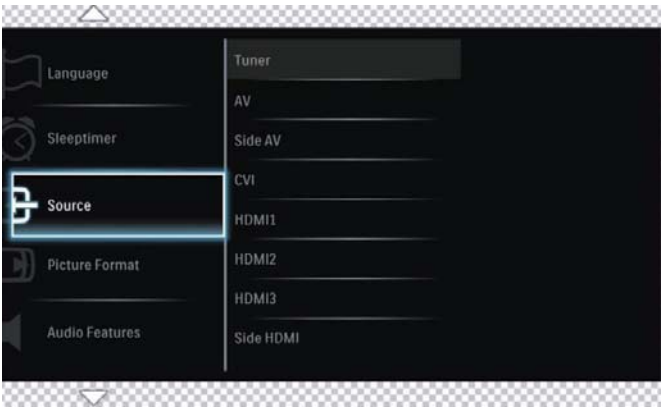 Language
Sleeptimer
Source
Picture Format
Audio Features
Tuner
AV
Side AV
CVI
HDMI1
HDMI2
HDMI3
Side HDMI